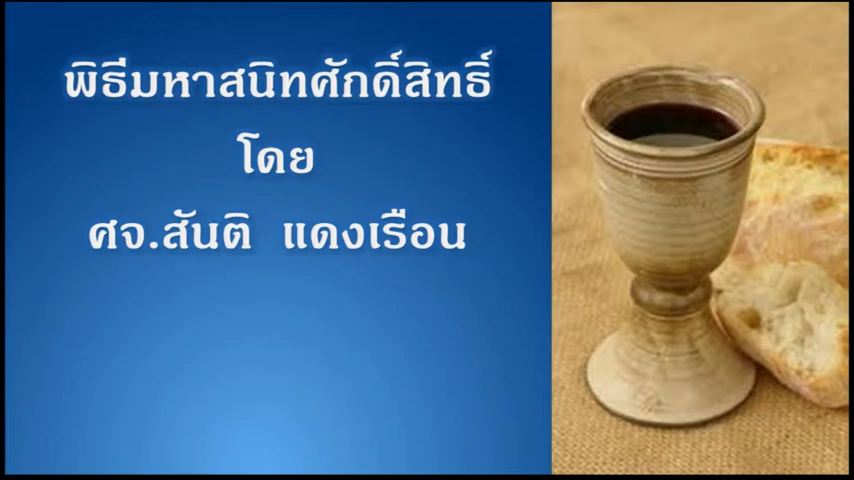 พิธีมหาสนิทศักดิ์สิทธิ์
โดย
ศจ.สันติ แดงเรือน